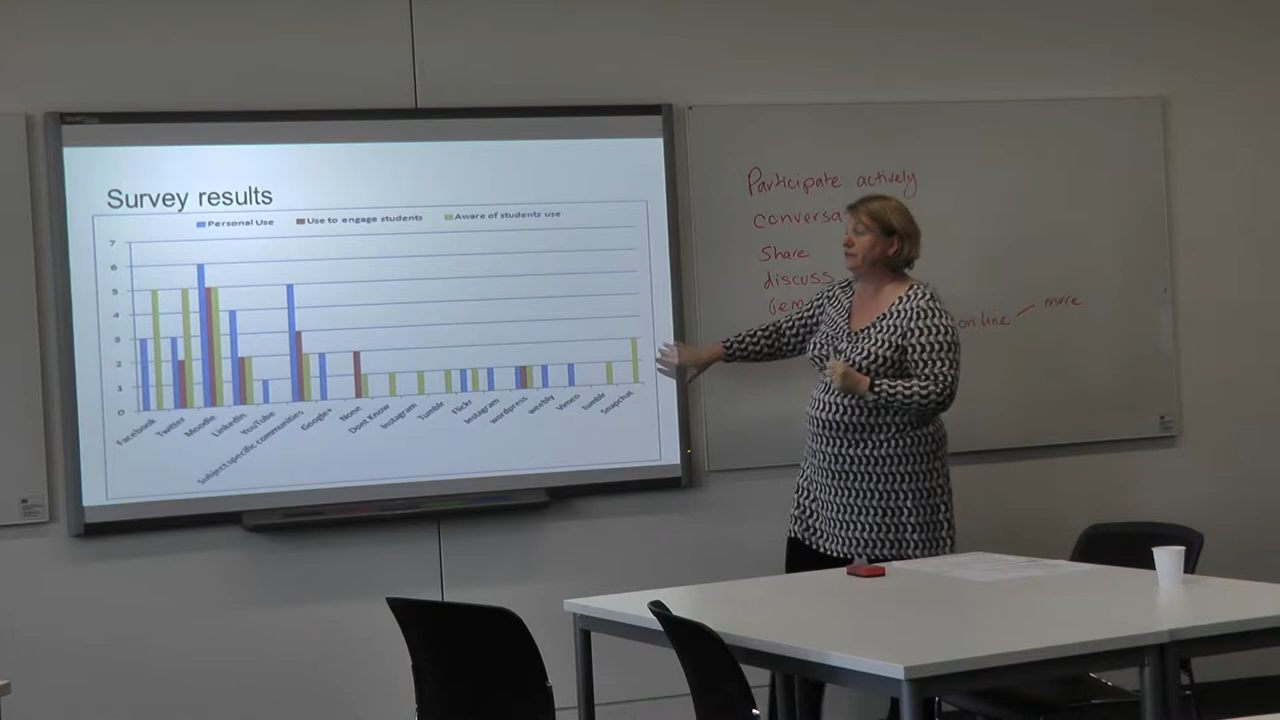 Survey results
Personal Use Use to engage students Aware of students use
7
6
5
4
3
2
1
0
Facebook
Twitter
Moodle
LinkedIn
YouTube
Subject specific communities
Google+
None
Dont Know
Instagram
Tumblr
Flickr
Instagram
wordpress
weebly
Vimeo
Tumblr
Snapchat
Participate actively
conversa
Share
discuss
online more